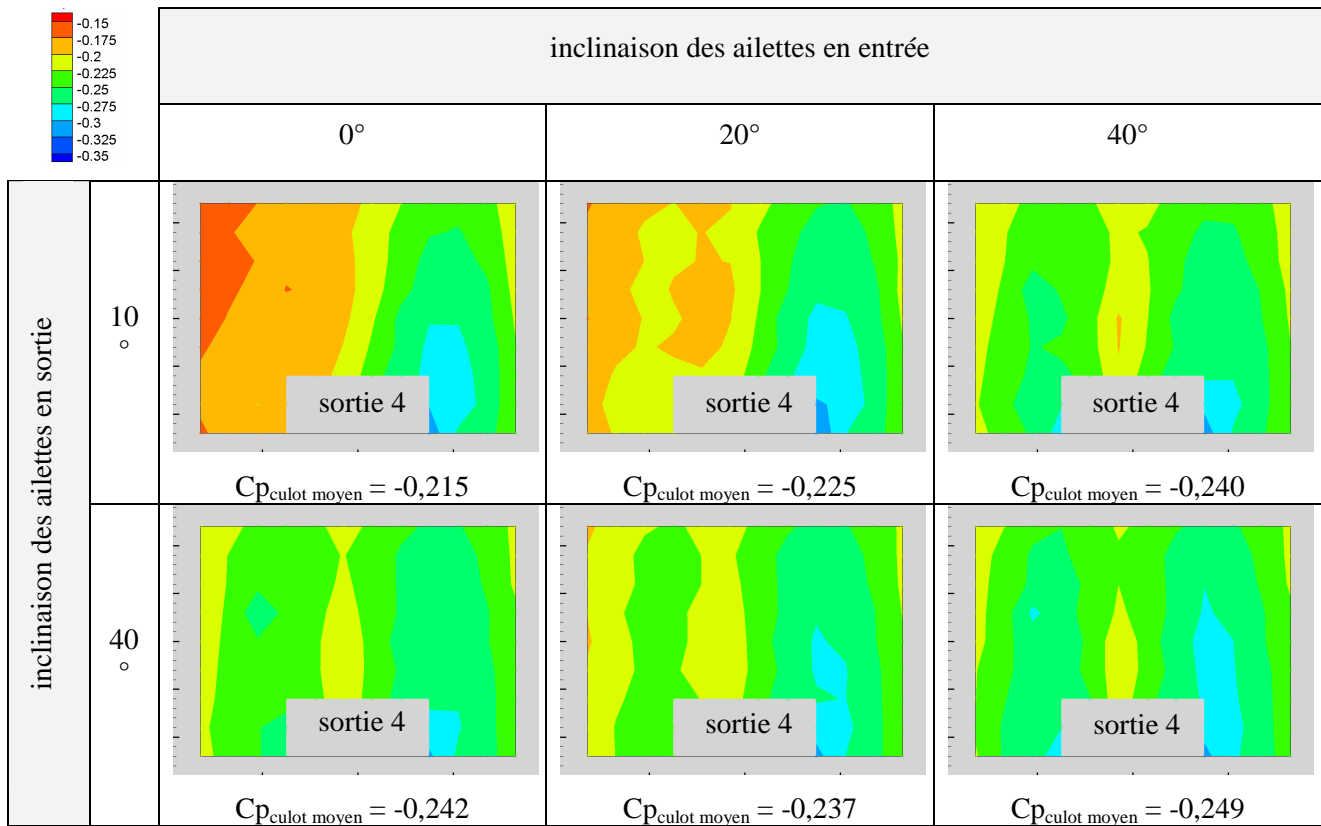 -0.15
-0.175
-0.2
-0.225
-0.25
-0.275
-0.3
-0.325
-0.35
inclinaison des ailettes en entrée
0°
20°
40°
inclinaison des ailettes en sortie
10
°
sortie 4
sortie 4
sortie 4
Cpculot moyen = -0,215
Cpculot moyen = -0,225
Cpculot moyen = -0,240
40
°
sortie 4
sortie 4
sortie 4
Cpculot moyen = -0,242
Cpculot moyen = -0,237
Cpculot moyen = -0,249